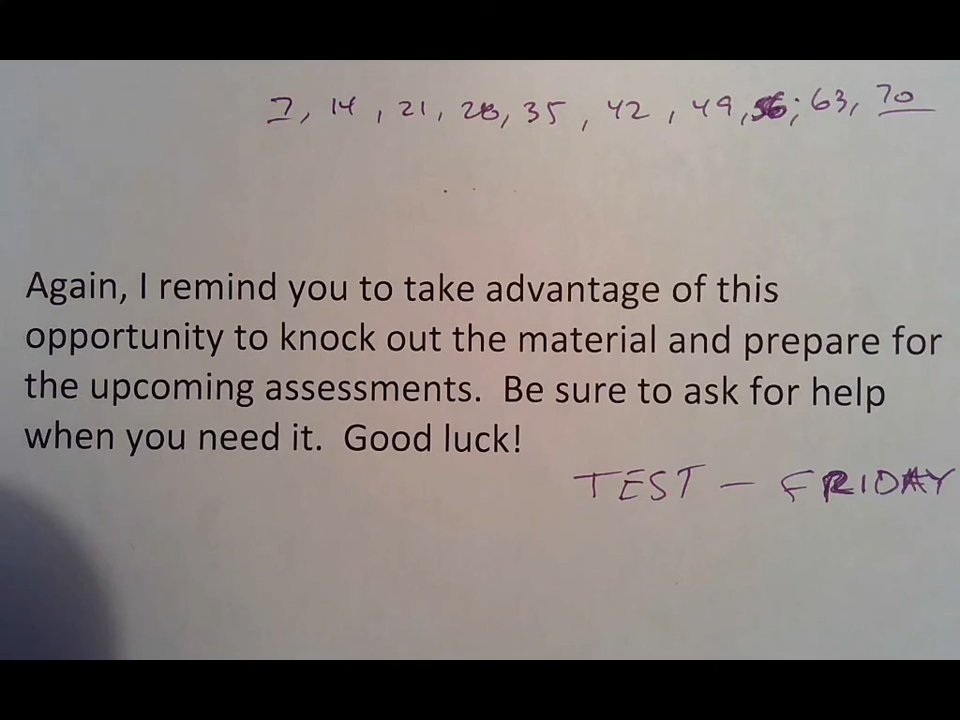 7, 14, 21, 28, 35, 42, 49, 56, 63, 70
Again, I remind you to take advantage of this
opportunity to knock out the material and prepare for
the upcoming assessments. Be sure to ask for help
when you need it. Good luck!
TEST — FRIDAY